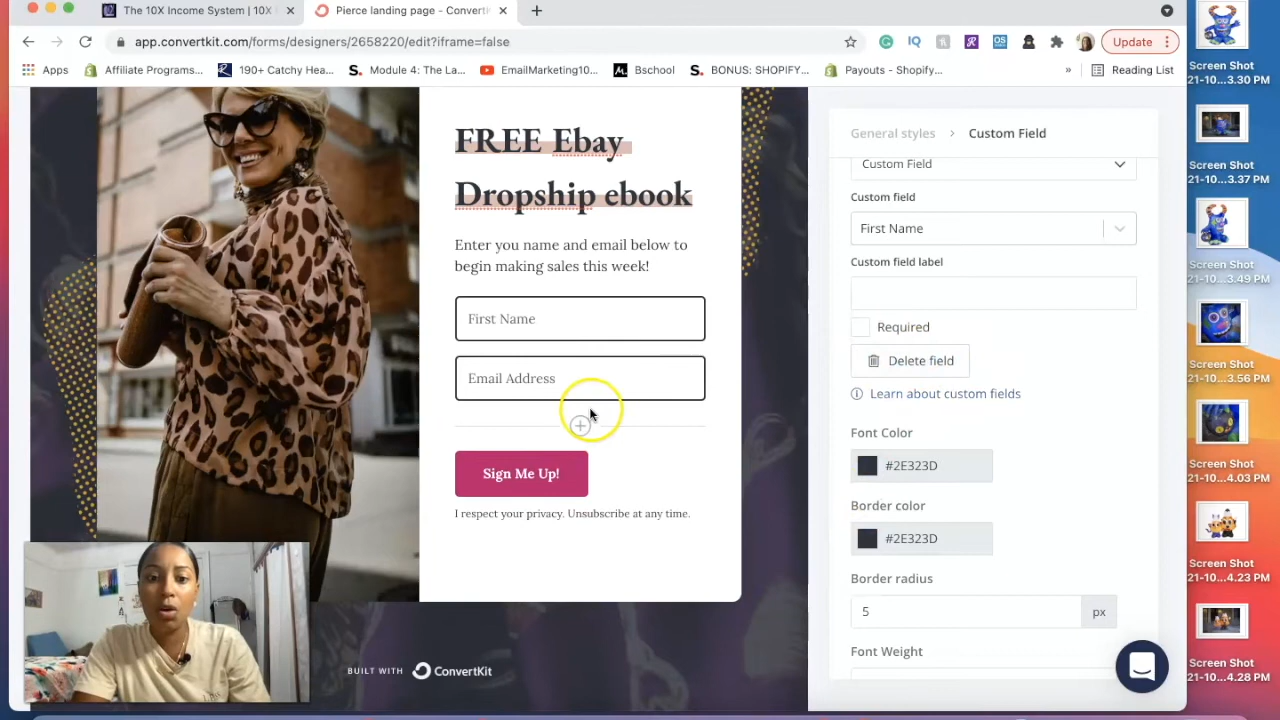 The 10X Income System | 10X
Pierce landing page - ConvertK
app.convertkit.com/forms/designers/2658220/edit?iframe=false
Update
Apps
Affiliate Programs...
190+ Catchy Hea...
Module 4: The La...
EmailMarketing10...
Bschool
BONUS: SHOPIFY...
Payouts - Shopify...
»
Reading List
FREE Ebay
Dropship ebook
Enter you name and email below to
begin making sales this week!
First Name
Email Address
Sign Me Up!
I respect your privacy. Unsubscribe at any time.
BUILT WITH ConvertKit
General styles > Custom Field
Custom Field
Custom field
First Name
Custom field label
Required
Delete field
Learn about custom fields
Font Color
#2E323D
Border color
#2E323D
Border radius
5 px
Font Weight
Screen Shot
21-10...3.30 PM
Screen Shot
21-10...3.37 PM
Screen Shot
21-10...3.49 PM
Screen Shot
21-10...3.56 PM
Screen Shot
21-10...4.03 PM
Screen Shot
21-10...4.23 PM
Screen Shot
21-10...4.28 PM